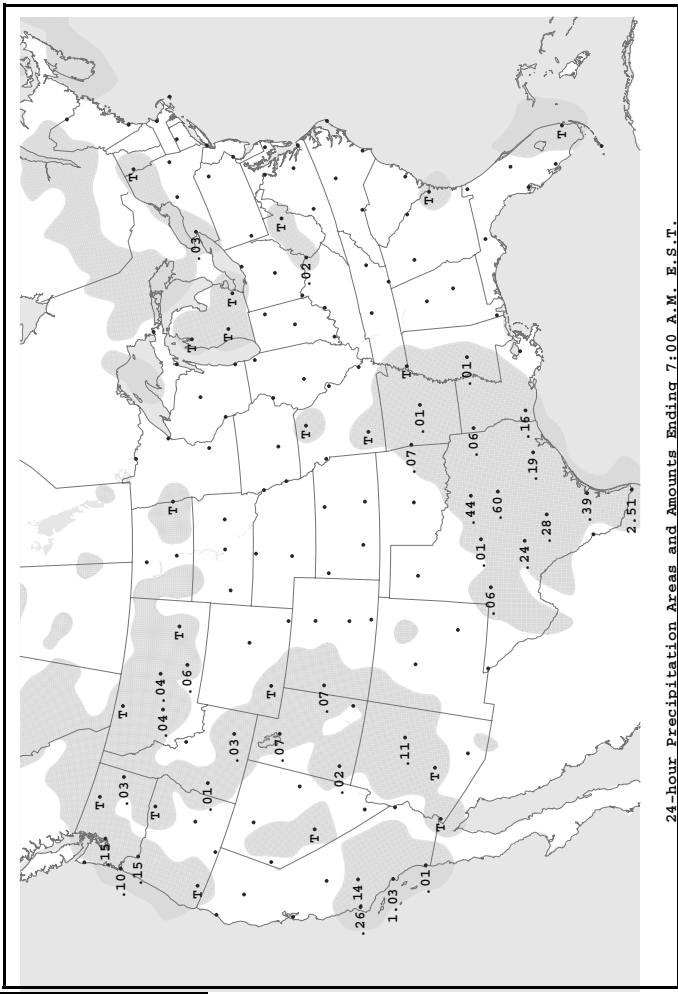 .15
T
.10
.03
T
T
.15
T
.04
.04
T
T
.06
T
T
.03
.01
.03
T
T
T
.07
T
T
.02
T
.07
.02
.26
.14
T
1.03
.11
T
.07
.01
.01
T
T
T
.01
.06
.44
.01
.06
.60
.16
.24
.19
.28
T
.39
2.51
24-hour Precipitation Areas and Amounts Ending 7:00 A.M. E.S.T.